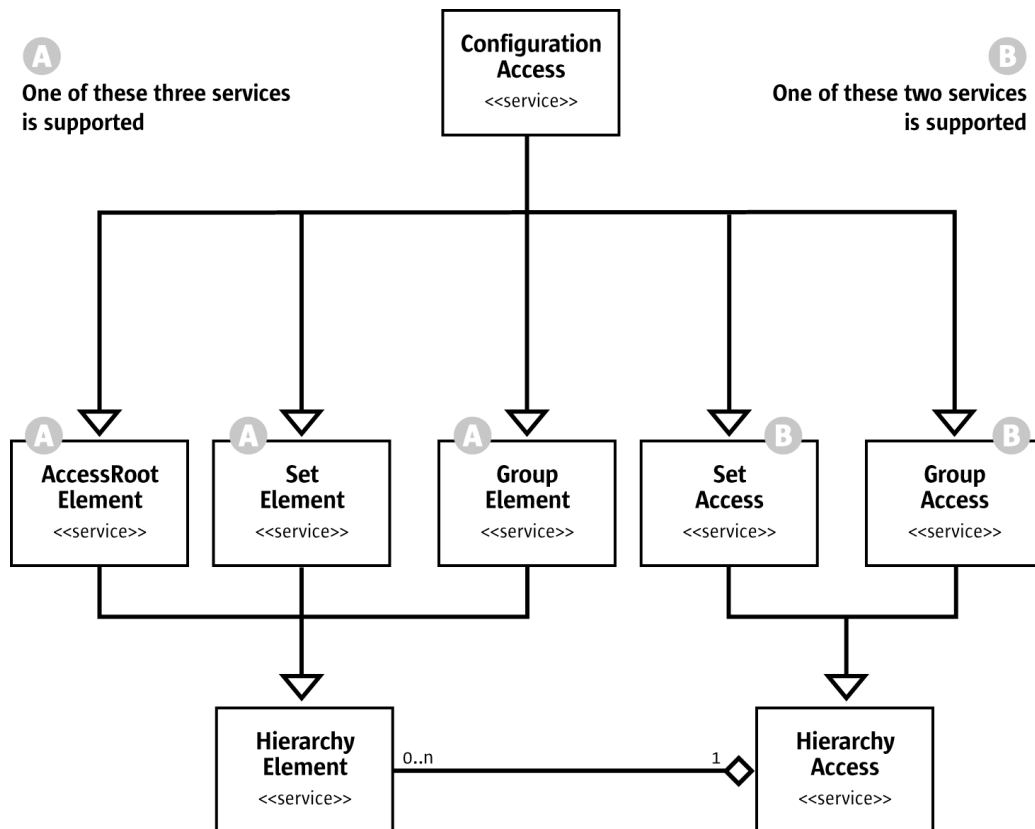 Configuration
Access
<<service>>
A
One of these three services
is supported
B
One of these two services
is supported
A
AccessRoot
Element
<<service>>
A
Set
Element
<<service>>
A
Group
Element
<<service>>
B
Set
Access
<<service>>
B
Group
Access
<<service>>
Hierarchy
Element
<<service>>
0..n
1
Hierarchy
Access
<<service>>